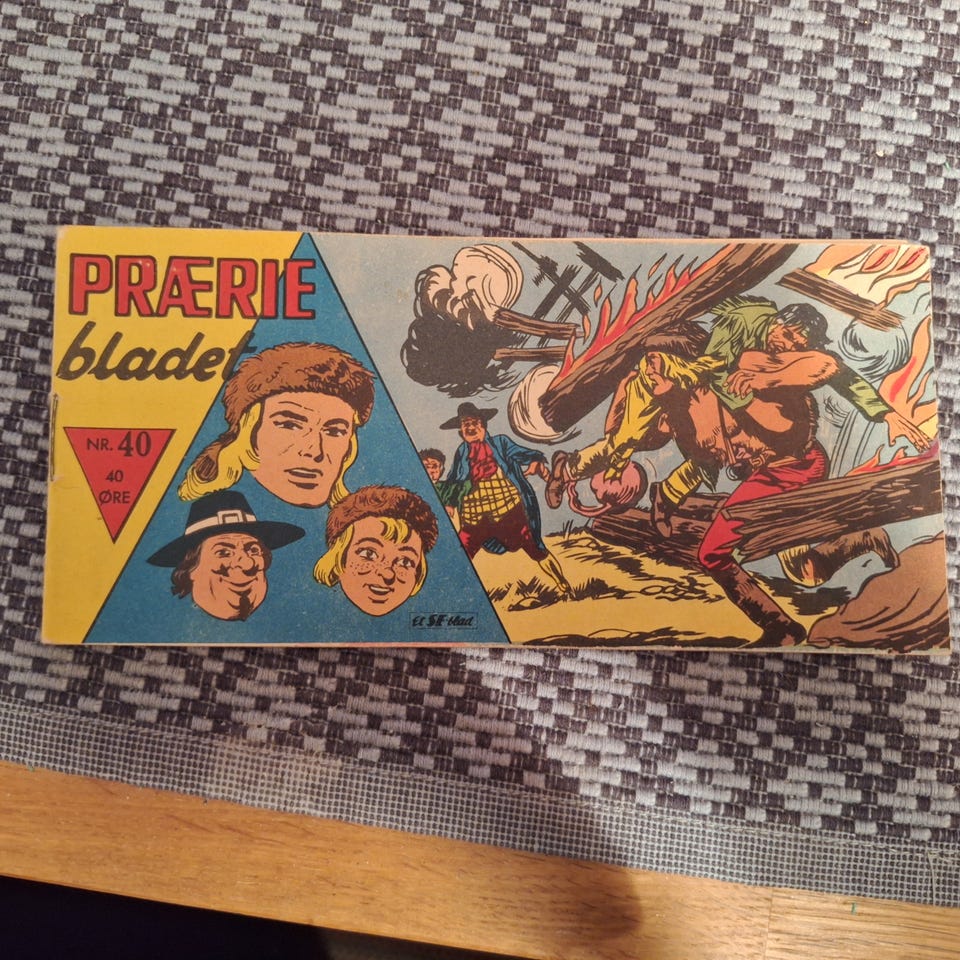 PRÆRIE
bladet
NR. 40
40
ØRE
Et SE-blad